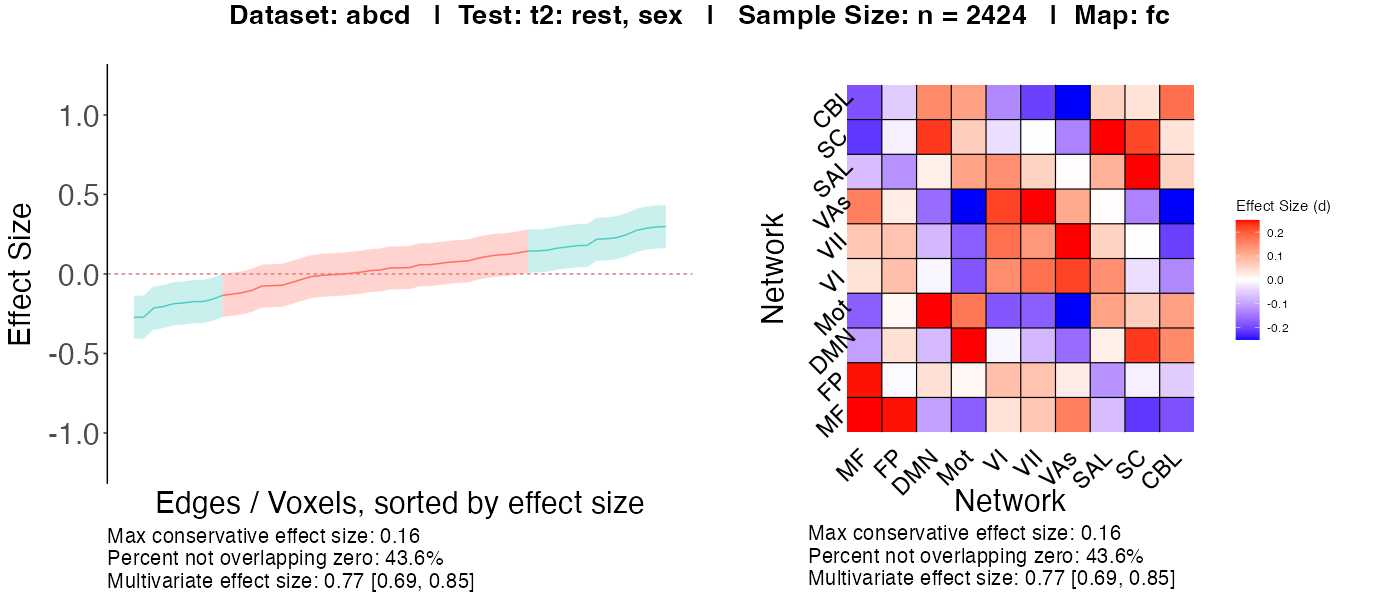 Dataset: abcd | Test: t2: rest, sex | Sample Size: n = 2424 | Map: fc
Effect Size
1.0
0.5
0.0
-0.5
-1.0
Edges / Voxels, sorted by effect size
Max conservative effect size: 0.16
Percent not overlapping zero: 43.6%
Multivariate effect size: 0.77 [0.69, 0.85]
Network
CBL
SC
SAL
VAs
VII
VI
Mot
DMN
FP
MF
MF FP DMN Mot VI VII VAs SAL SC CBL
Network
Max conservative effect size: 0.16
Percent not overlapping zero: 43.6%
Multivariate effect size: 0.77 [0.69, 0.85]
Effect Size (d)
0.2
0.1
0.0
-0.1
-0.2